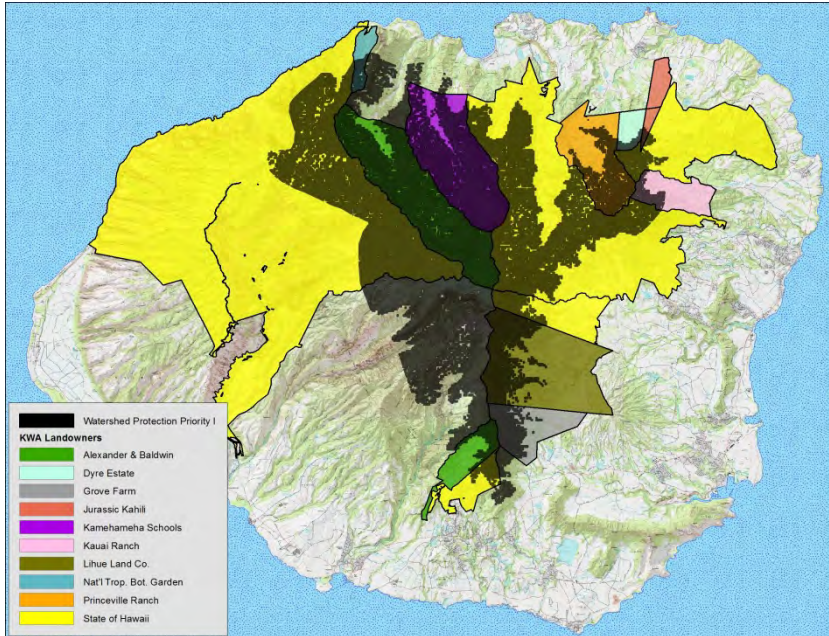 Watershed Protection Priority I
KWA Landowners
Alexander & Baldwin
Dyre Estate
Grove Farm
Jurassic Kahili
Kamehameha Schools
Kauai Ranch
Lihue Land Co.
Nat'l Trop. Bot. Garden
Princeville Ranch
State of Hawaii